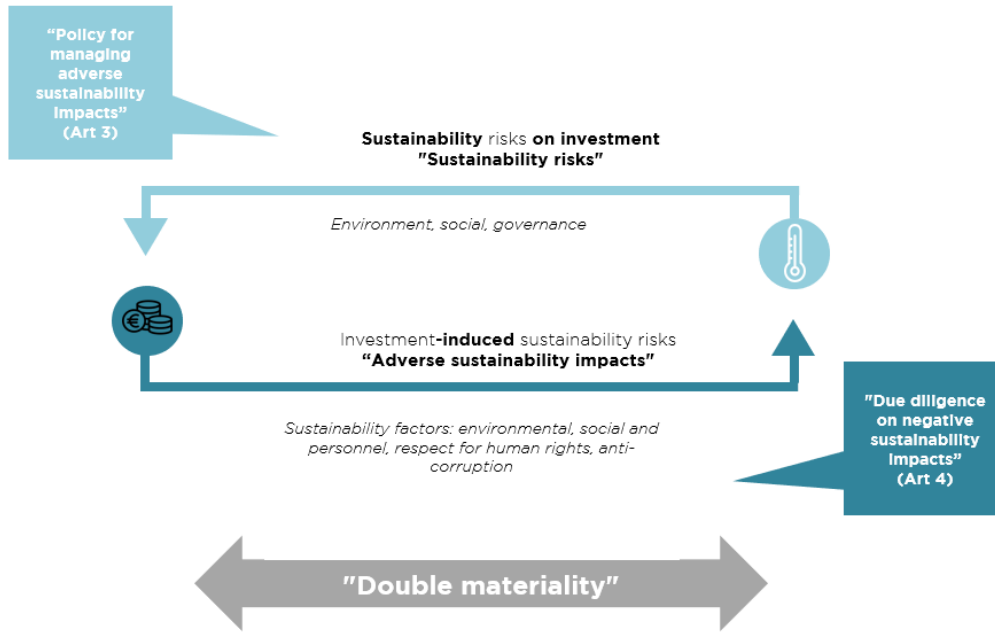 “Policy for
managing
adverse
sustainability
impacts”
(Art 3)
Sustainability risks on investment
"Sustainability risks"
Environment, social, governance
€
Investment-induced sustainability risks
“Adverse sustainability impacts"
Sustainability factors: environmental, social and
personnel, respect for human rights, anti-
corruption
"Due diligence
on negative
sustainability
impacts”
(Art 4)
"Double materiality"